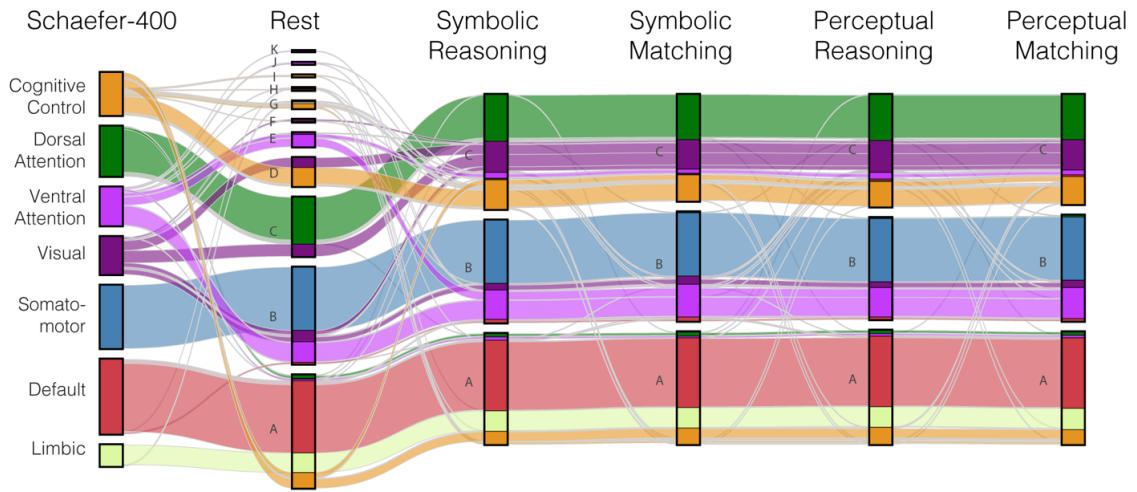 Schaefer-400
Rest
Symbolic
Reasoning
Symbolic
Matching
Perceptual
Reasoning
Perceptual
Matching
Cognitive
Control
Dorsal
Attention
Ventral
Attention
Visual
Somato-
motor
Default
Limbic
K
J
I
H
G
F
E
D
C
B
A
C
B
A
C
B
A
C
B
A
C
B
A